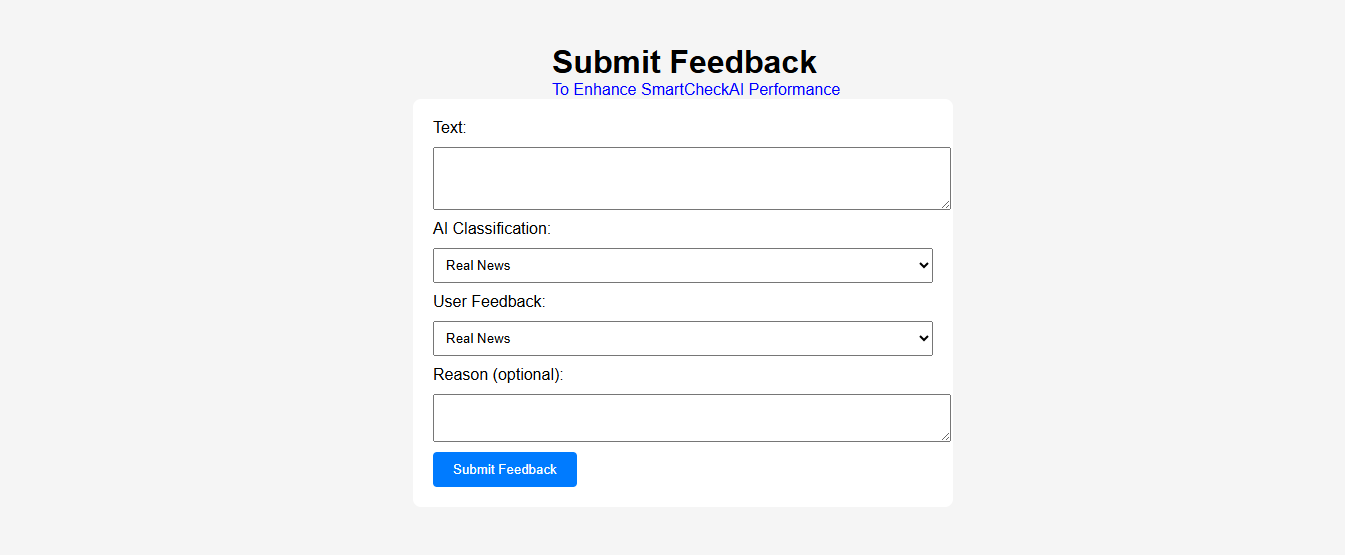 Submit Feedback
To Enhance SmartCheckAI Performance
Text:
AI Classification:
Real News
User Feedback:
Real News
Reason (optional):
Submit Feedback